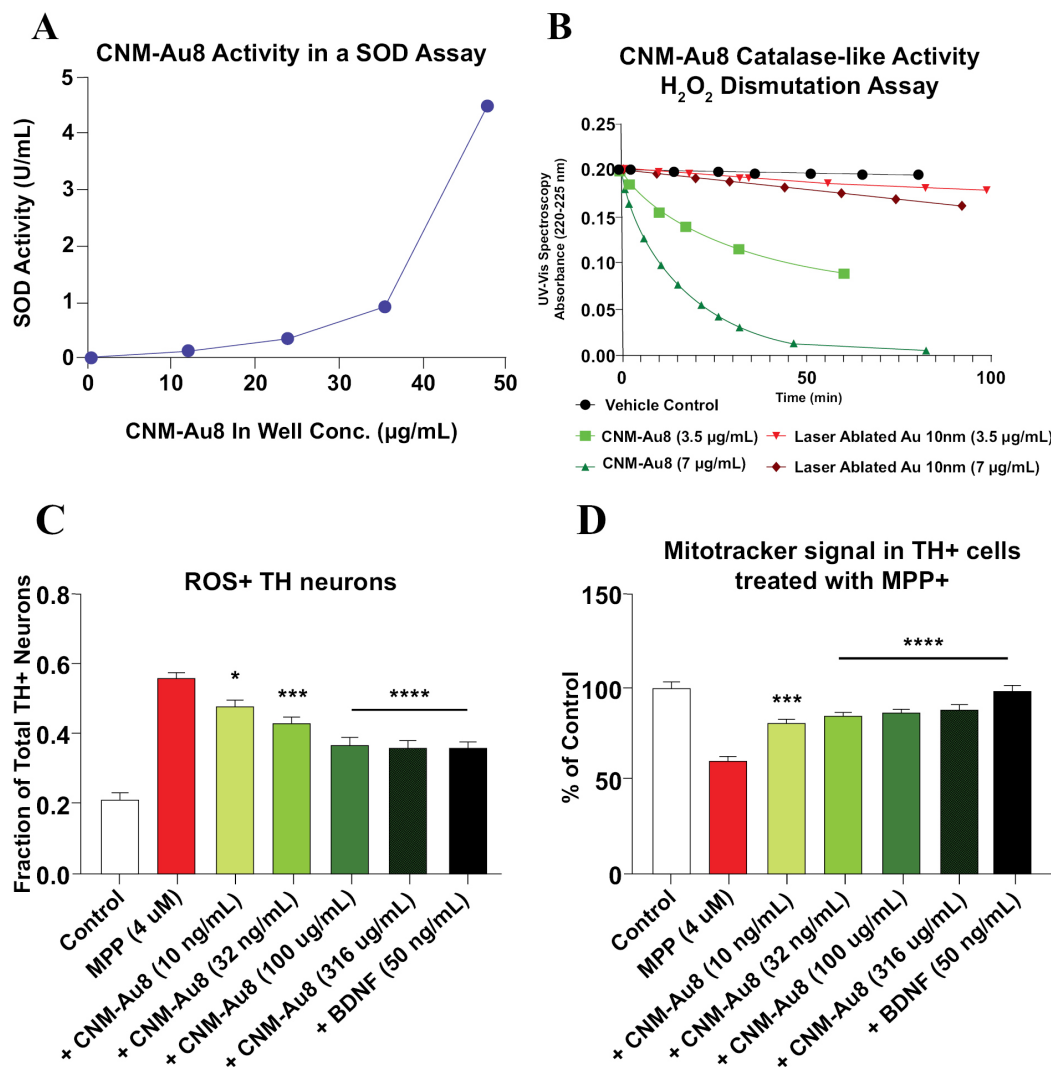 A
CNM-Au8 Activity in a SOD Assay
SOD Activity (U/mL)
5
4
3
2
1
0
0
10
20
30
40
50
CNM-Au8 In Well Conc. (µg/mL)
B
CNM-Au8 Catalase-like Activity
H₂O₂ Dismutation Assay
UV-Vis Spectroscopy
Absorbance (220-225 nm)
0.25
0.20
0.15
0.10
0.05
0.00
0
50
100
Time (min)
Vehicle Control
CNM-Au8 (3.5 µg/mL)
Laser Ablated Au 10nm (3.5 µg/mL)
CNM-Au8 (7 µg/mL)
Laser Ablated Au 10nm (7 µg/mL)
C
ROS+ TH neurons
Fraction of Total TH+ Neurons
0.8
0.6
0.4
0.2
0.0
*
***
****
Control
MPP (4 uM)
+ CNM-Au8 (10 ng/mL)
+ CNM-Au8 (32 ng/mL)
+ CNM-Au8 (100 ug/mL)
+ CNM-Au8 (316 ug/mL)
+ BDNF (50 ng/mL)
D
Mitotracker signal in TH+ cells
treated with MPP+
% of Control
150
100
50
0
***
****
Control
MPP (4 uM)
+ CNM-Au8 (10 ng/mL)
+ CNM-Au8 (32 ng/mL)
+ CNM-Au8 (100 ug/mL)
+ CNM-Au8 (316 ug/mL)
+ BDNF (50 ng/mL)